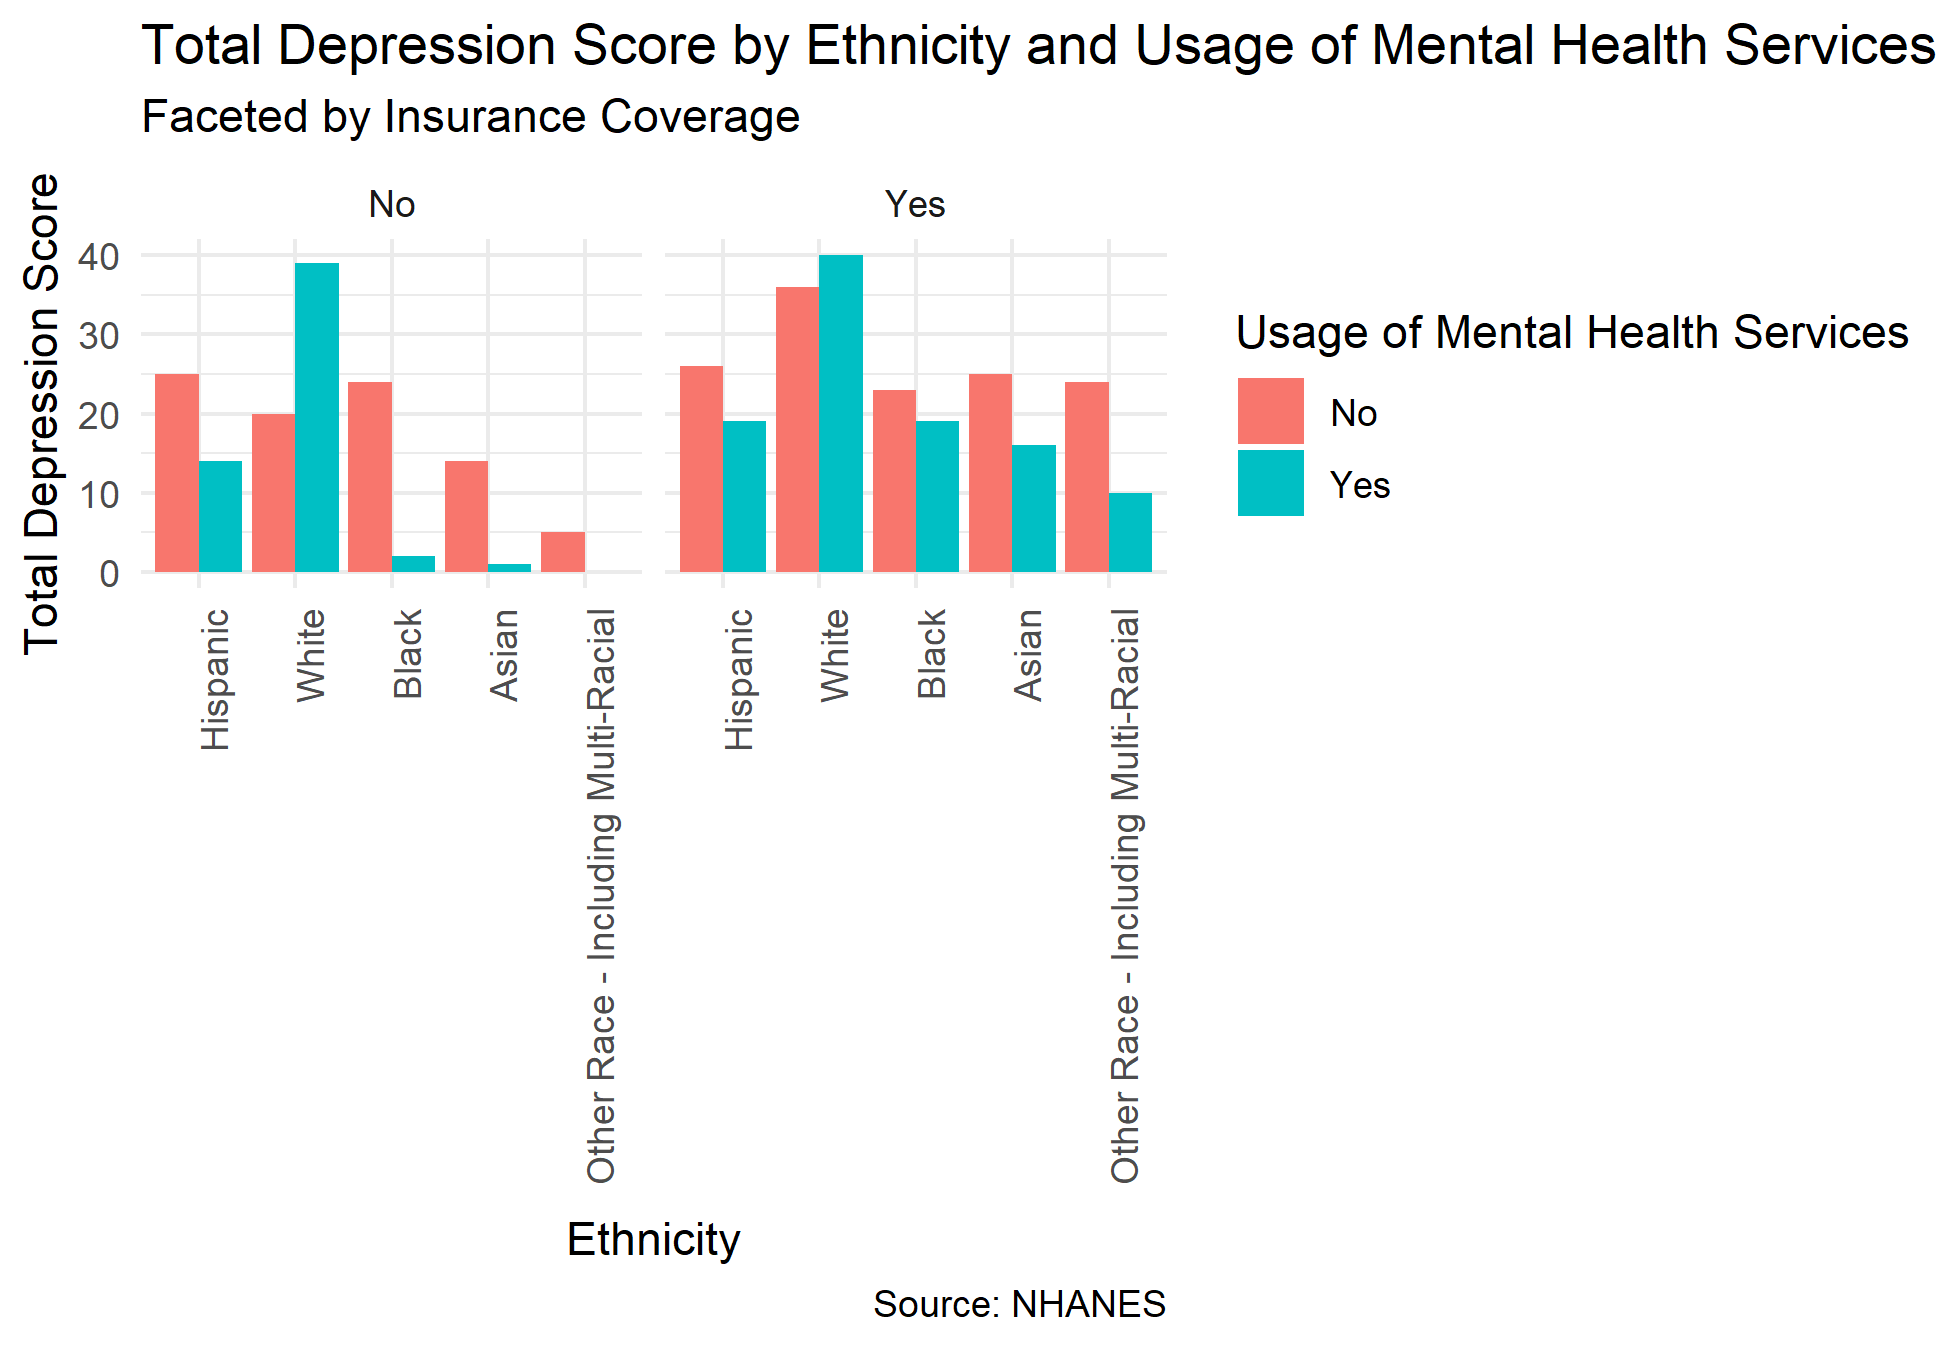 Total Depression Score by Ethnicity and Usage of Mental Health Services
Faceted by Insurance Coverage
No
Yes
Total Depression Score
40
30
20
10
0
Hispanic
White
Black
Asian
Other Race - Including Multi-Racial
Hispanic
White
Black
Asian
Other Race - Including Multi-Racial
Ethnicity
Usage of Mental Health Services
No
Yes
Source: NHANES